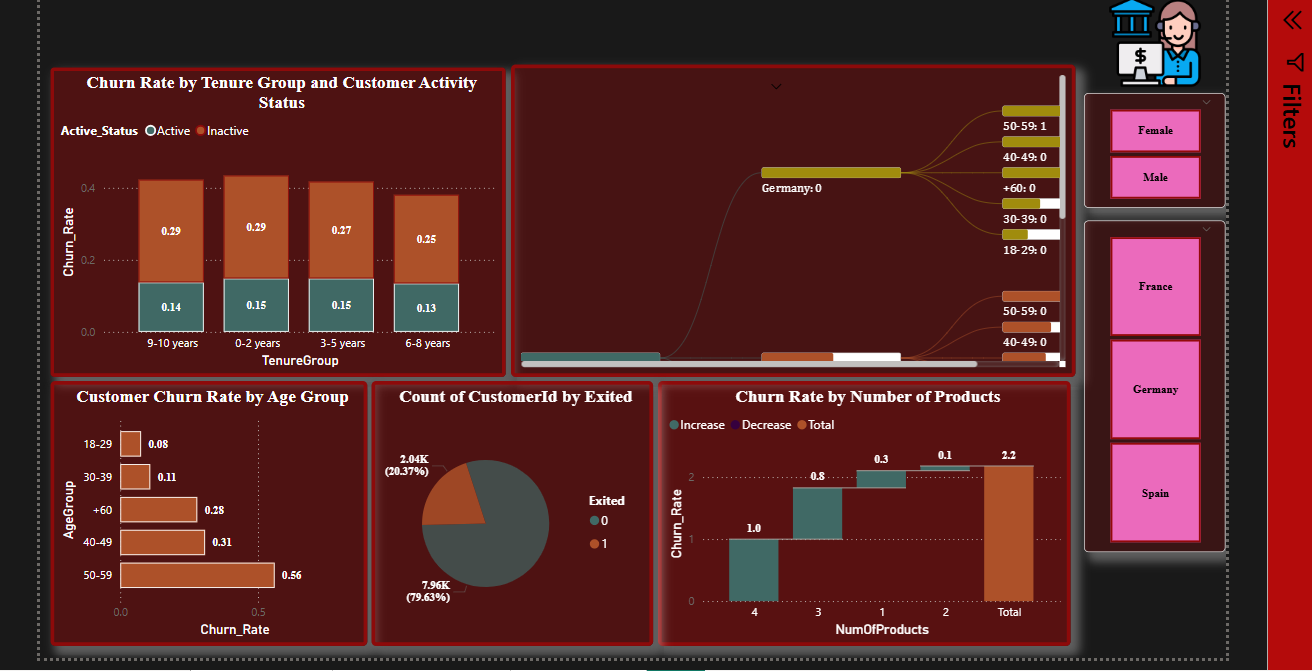 $
Filters
Churn Rate by Tenure Group and Customer Activity
Status
Active_Status Active Inactive
Churn_Rate
0.4
0.2
0.0
0.29
0.29
0.27
0.25
0.14
0.15
0.15
0.13
9-10 years
0-2 years
3-5 years
6-8 years
TenureGroup
Germany: 0
50-59: 1
40-49: 0
+60: 0
30-39: 0
18-29: 0
50-59: 0
40-49: 0
Female
Male
France
Germany
Spain
Customer Churn Rate by Age Group
AgeGroup
18-29 0.08
30-39 0.11
+60 0.28
40-49 0.31
50-59 0.56
0.0 0.5
Churn_Rate
Count of CustomerId by Exited
2.04K
(20.37%)
7.96K
(79.63%)
Exited
0
1
Churn Rate by Number of Products
Increase Decrease Total
Churn_Rate
2
1
0
1.0
0.8
0.3
0.1
2.2
4 3 1 2 Total
NumOfProducts